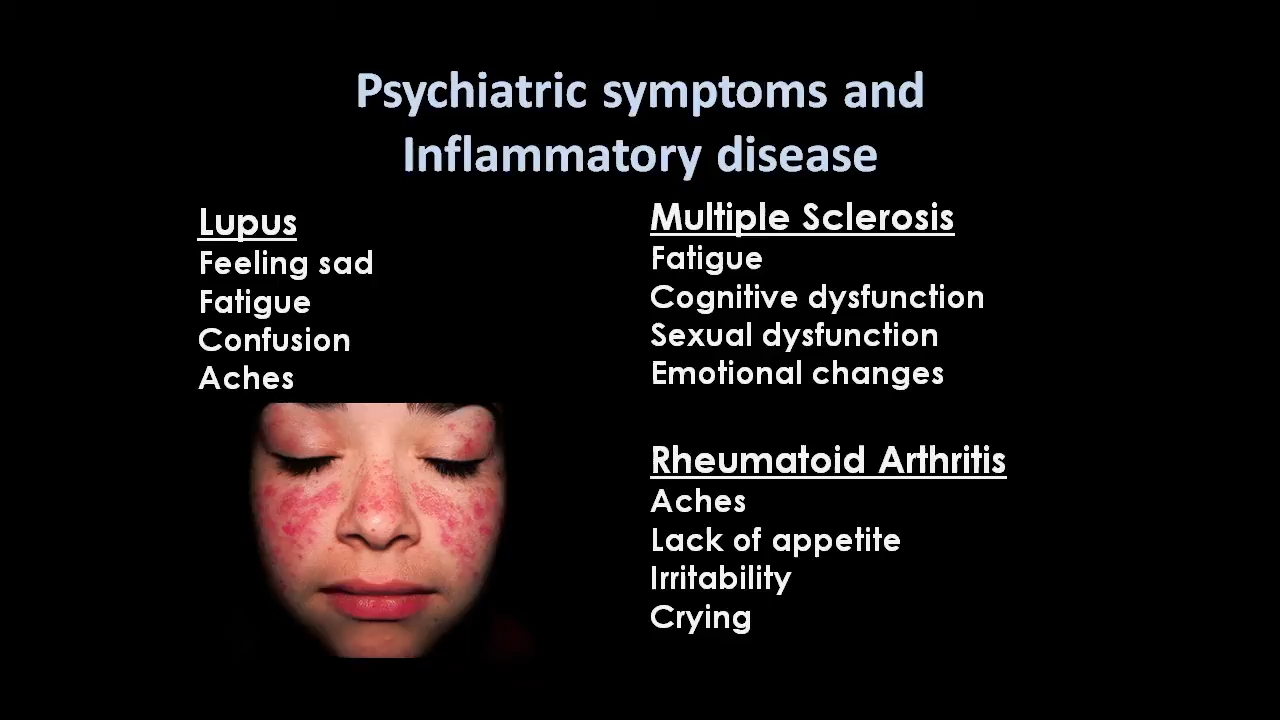 Psychiatric symptoms and
Inflammatory disease
Lupus
Feeling sad
Fatigue
Confusion
Aches
Multiple Sclerosis
Fatigue
Cognitive dysfunction
Sexual dysfunction
Emotional changes
Rheumatoid Arthritis
Aches
Lack of appetite
Irritability
Crying